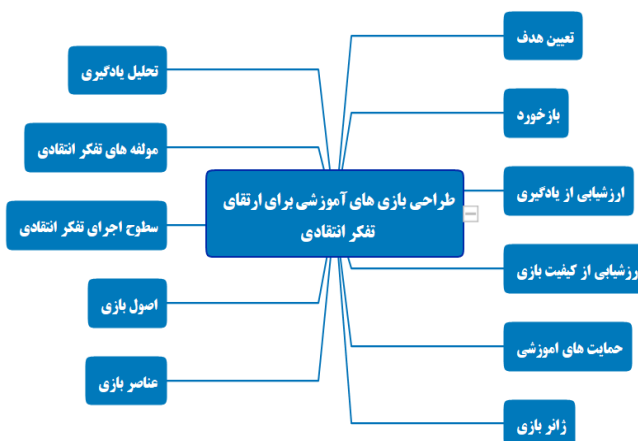 طراحی بازی های آموزشی برای ارتقای
تفکر انتقادی
تعیین هدف
بازخورد
ارزشیابی از یادگیری
رزشیابی از کیفیت بازی
حمایت های اموزشی
ژانر بازی
تحلیل یادگیری
مولفه های تفکر انتقادی
سطوح اجرای تفکر انتقادی
اصول بازی
عناصر بازی